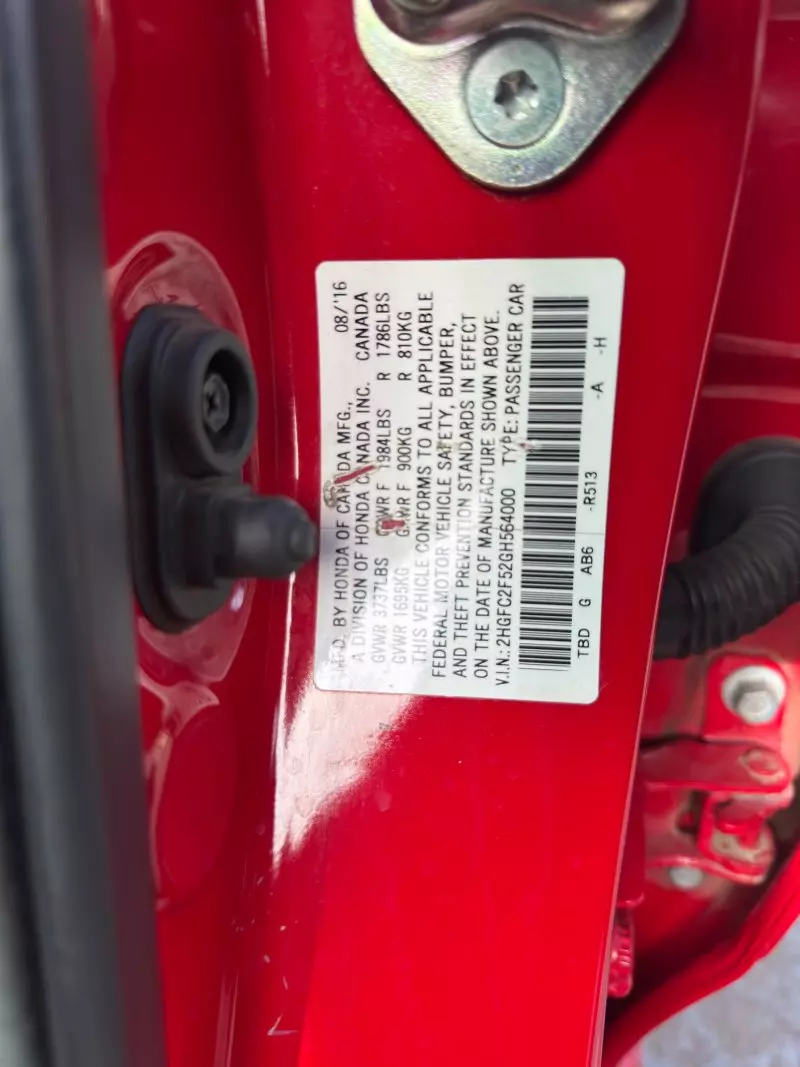 MFD. BY HONDA OF CANADA MFG., 08/'16
A DIVISION OF HONDA CANADA INC. CANADA
GVWR 3737LBS GAWR F 1984LBS R 1786LBS
GVWR 1695KG GAWR F 900KG R 810KG
THIS VEHICLE CONFORMS TO ALL APPLICABLE
FEDERAL MOTOR VEHICLE SAFETY, BUMPER,
AND THEFT PREVENTION STANDARDS IN EFFECT
ON THE DATE OF MANUFACTURE SHOWN ABOVE.
V.I.N.: 2HGFC2F52GH564000 TYPE: PASSENGER CAR
TBD G AB6 -R513 -A -H